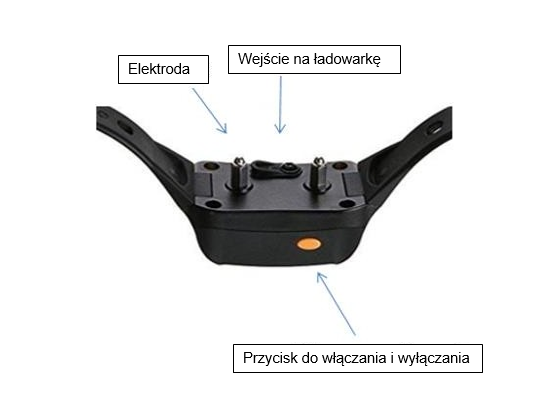 Wejście na ładowarkę
Elektroda
Przycisk do włączania i wyłączania